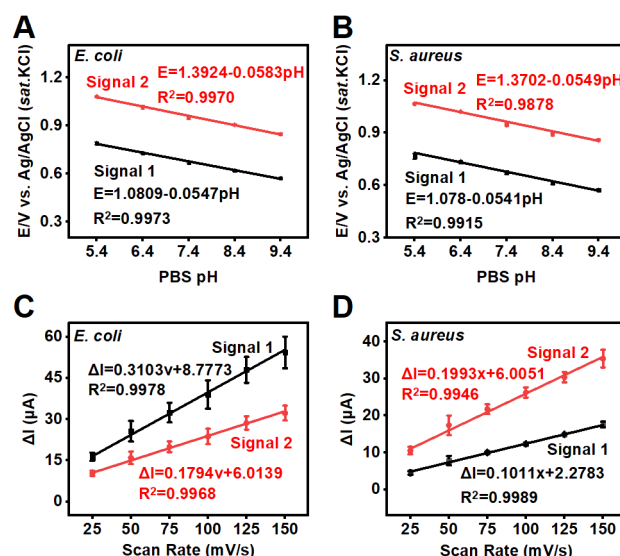 A
E. coli
Signal 2
E=1.3924-0.0583pH
R²=0.9970
Signal 1
E=1.0809-0.0547pH
R²=0.9973
E/V vs. Ag/AgCl (sat.KCl)
1.2
0.9
0.6
0.3
5.4 6.4 7.4 8.4 9.4
PBS pH
B
S. aureus
Signal 2
E=1.3702-0.0549pH
R²=0.9878
Signal 1
E=1.078-0.0541pH
R²=0.9915
E/V vs. Ag/AgCl (sat.KCl)
1.2
0.9
0.6
0.3
5.4 6.4 7.4 8.4 9.4
PBS pH
C
E. coli
Signal 1
ΔI=0.3103v+8.7773
R²=0.9978
Signal 2
ΔI=0.1794v+6.0139
R²=0.9968
ΔI (μA)
60
45
30
15
0
25 50 75 100 125 150
Scan Rate (mV/s)
D
S. aureus
Signal 2
ΔI=0.1993x+6.0051
R²=0.9946
Signal 1
ΔI=0.1011x+2.2783
R²=0.9989
ΔI (μA)
40
30
20
10
0
25 50 75 100 125 150
Scan Rate (mV/s)